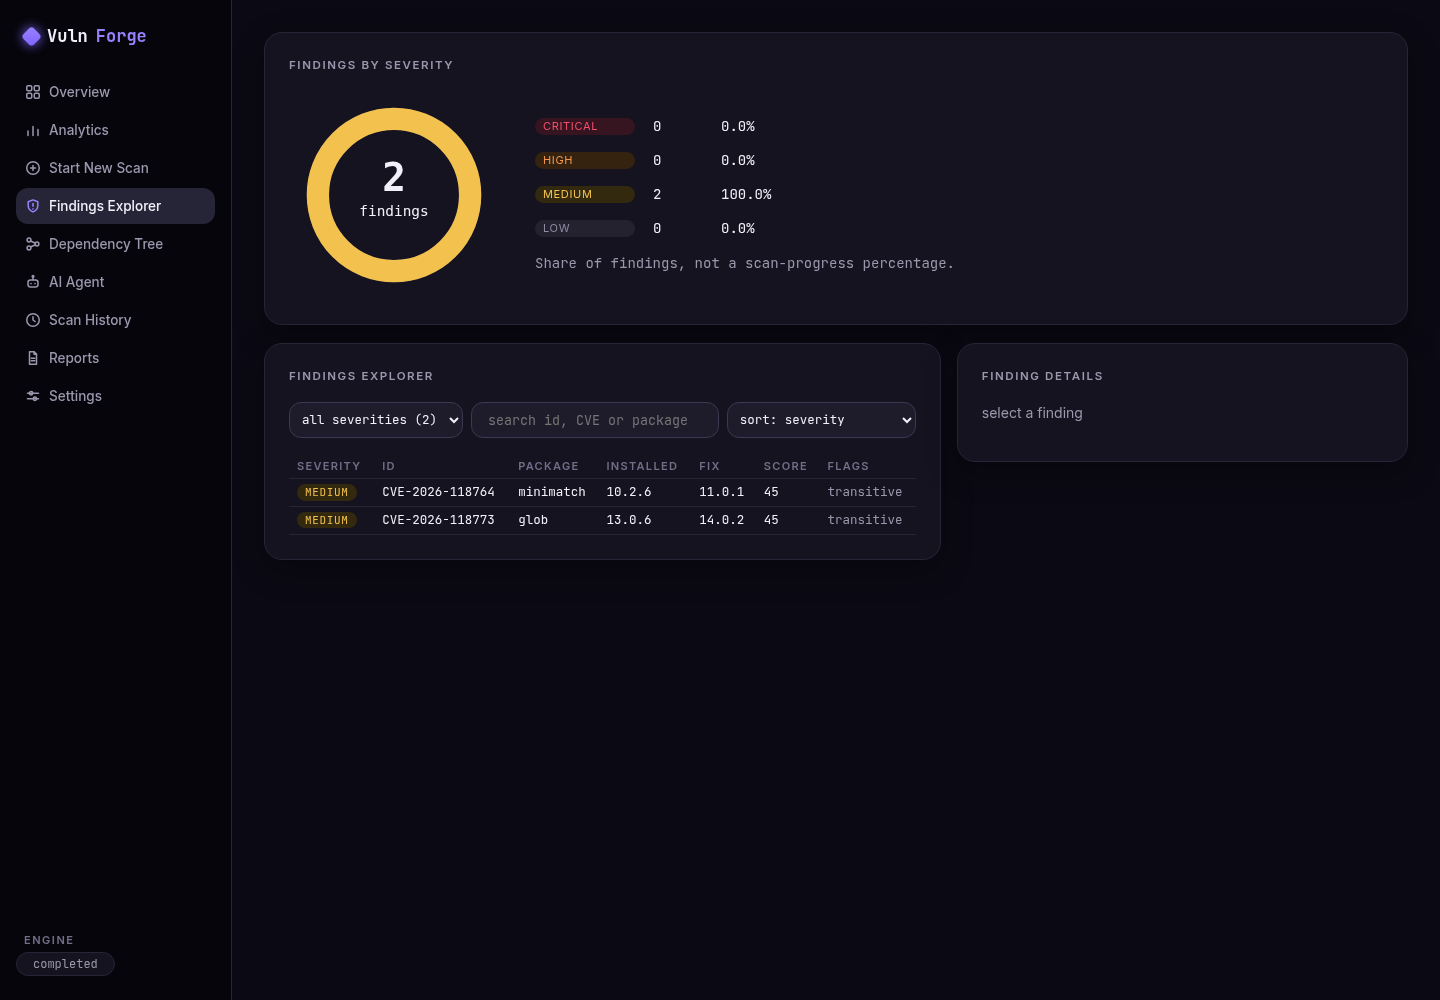 Vuln Forge
Overview
Analytics
Start New Scan
Findings Explorer
Dependency Tree
AI Agent
Scan History
Reports
Settings
ENGINE
completed
FINDINGS BY SEVERITY
2
findings
CRITICAL 0 0.0%
HIGH 0 0.0%
MEDIUM 2 100.0%
LOW 0 0.0%
Share of findings, not a scan-progress percentage.
FINDINGS EXPLORER
all severities (2) search id, CVE or package sort: severity
SEVERITY ID PACKAGE INSTALLED FIX SCORE FLAGS
MEDIUM CVE-2026-118764 minimatch 10.2.6 11.0.1 45 transitive
MEDIUM CVE-2026-118773 glob 13.0.6 14.0.2 45 transitive
FINDING DETAILS
select a finding